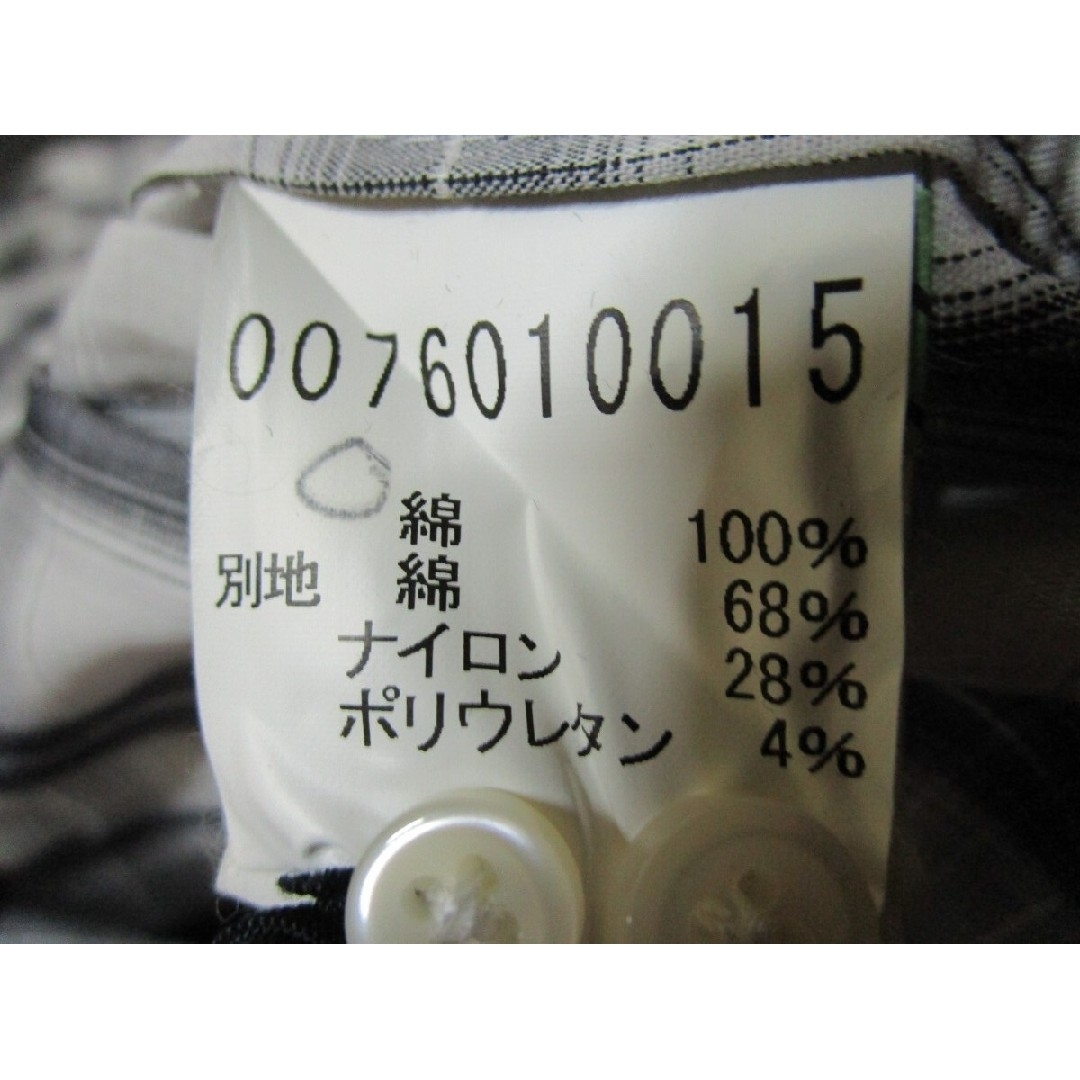 0076010015
綿 100%
別地 綿 68%
ナイロン 28%
ポリウレタン 4%